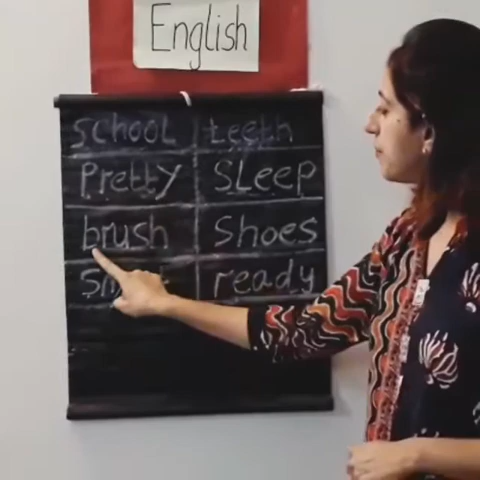 English
school teeth
Pretty SLeep
brush Shoes
ready